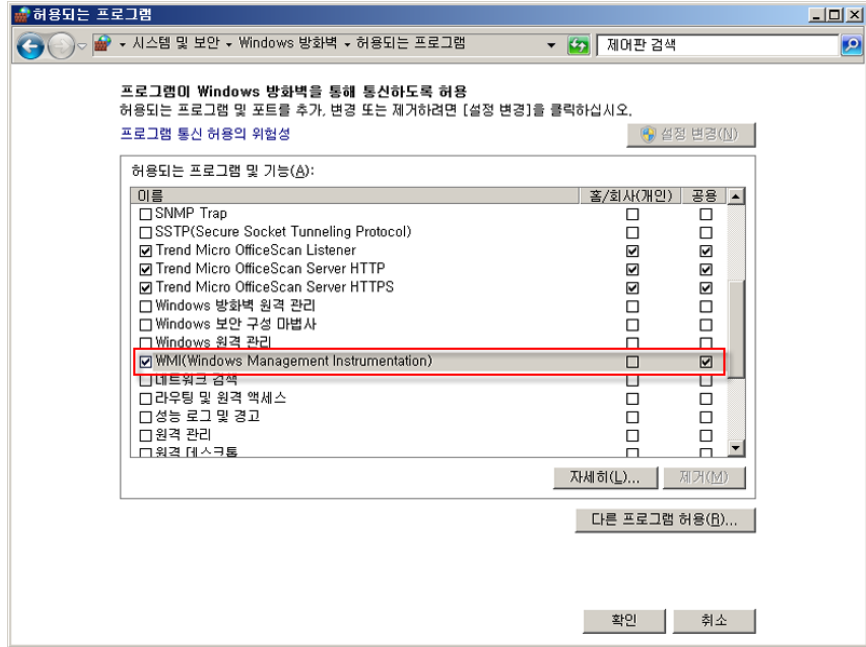 허용되는 프로그램
시스템 및 보안 Windows 방화벽 허용되는 프로그램 제어판 검색
프로그램이 Windows 방화벽을 통해 통신하도록 허용
허용되는 프로그램 및 포트를 추가, 변경 또는 제거하려면 [설정 변경]을 클릭하십시오.
프로그램 통신 허용의 위험성 설정 변경(N)
허용되는 프로그램 및 기능(A):
이름 홈/회사(개인) 공용
SNMP Trap
SSTP(Secure Socket Tunneling Protocol)
Trend Micro OfficeScan Listener
Trend Micro OfficeScan Server HTTP
Trend Micro OfficeScan Server HTTPS
Windows 방화벽 원격 관리
Windows 보안 구성 마법사
Windows 원격 관리
WMI(Windows Management Instrumentation)
네트워크 검색
라우팅 및 원격 액세스
성능 로그 및 경고
원격 관리
원격 데스크톱
자세히(L)... 제거(M)
다른 프로그램 허용(R)...
확인 취소